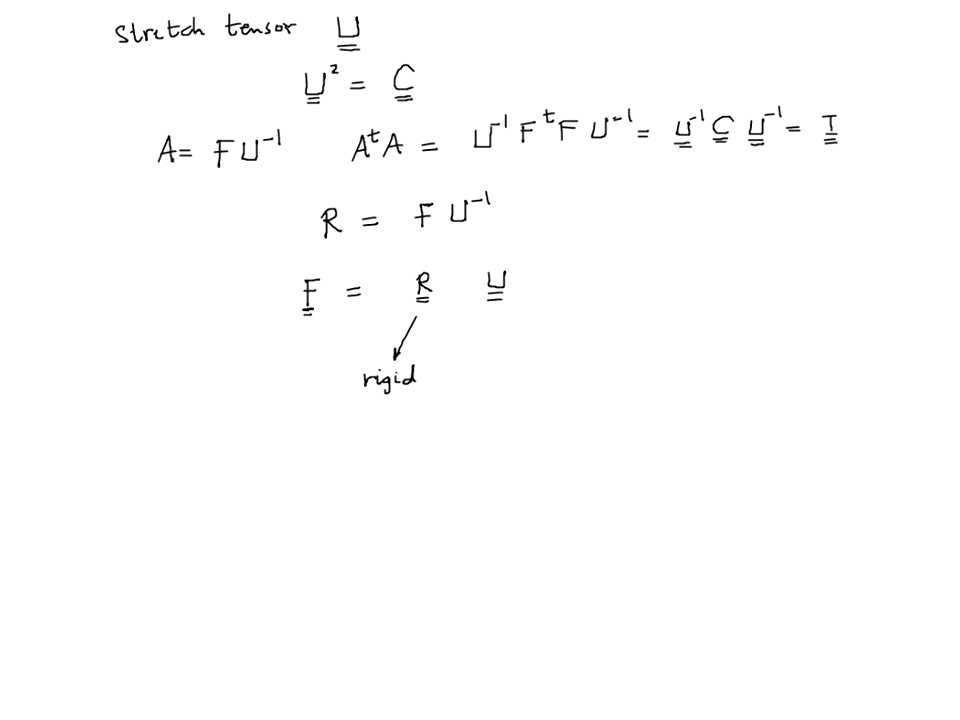 Stretch tensor U
U² = C
A = F U⁻¹ AᵗA = U⁻¹ Fᵗ F U⁻¹ = U⁻¹ C U⁻¹ = I
R = F U⁻¹
F = R U
rigid